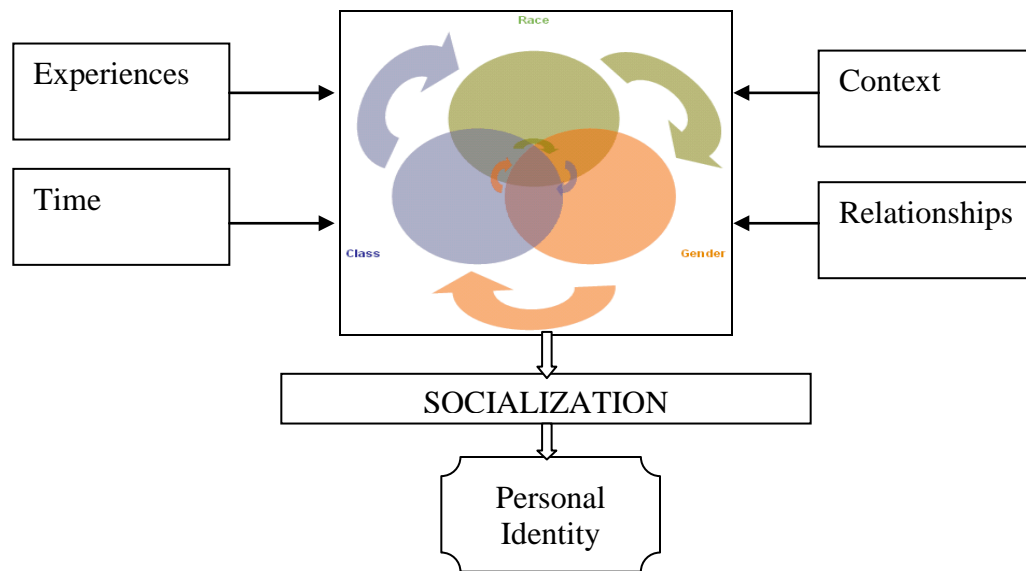 Race
Experiences
Context
Time
Relationships
Class
Gender
SOCIALIZATION
Personal
Identity